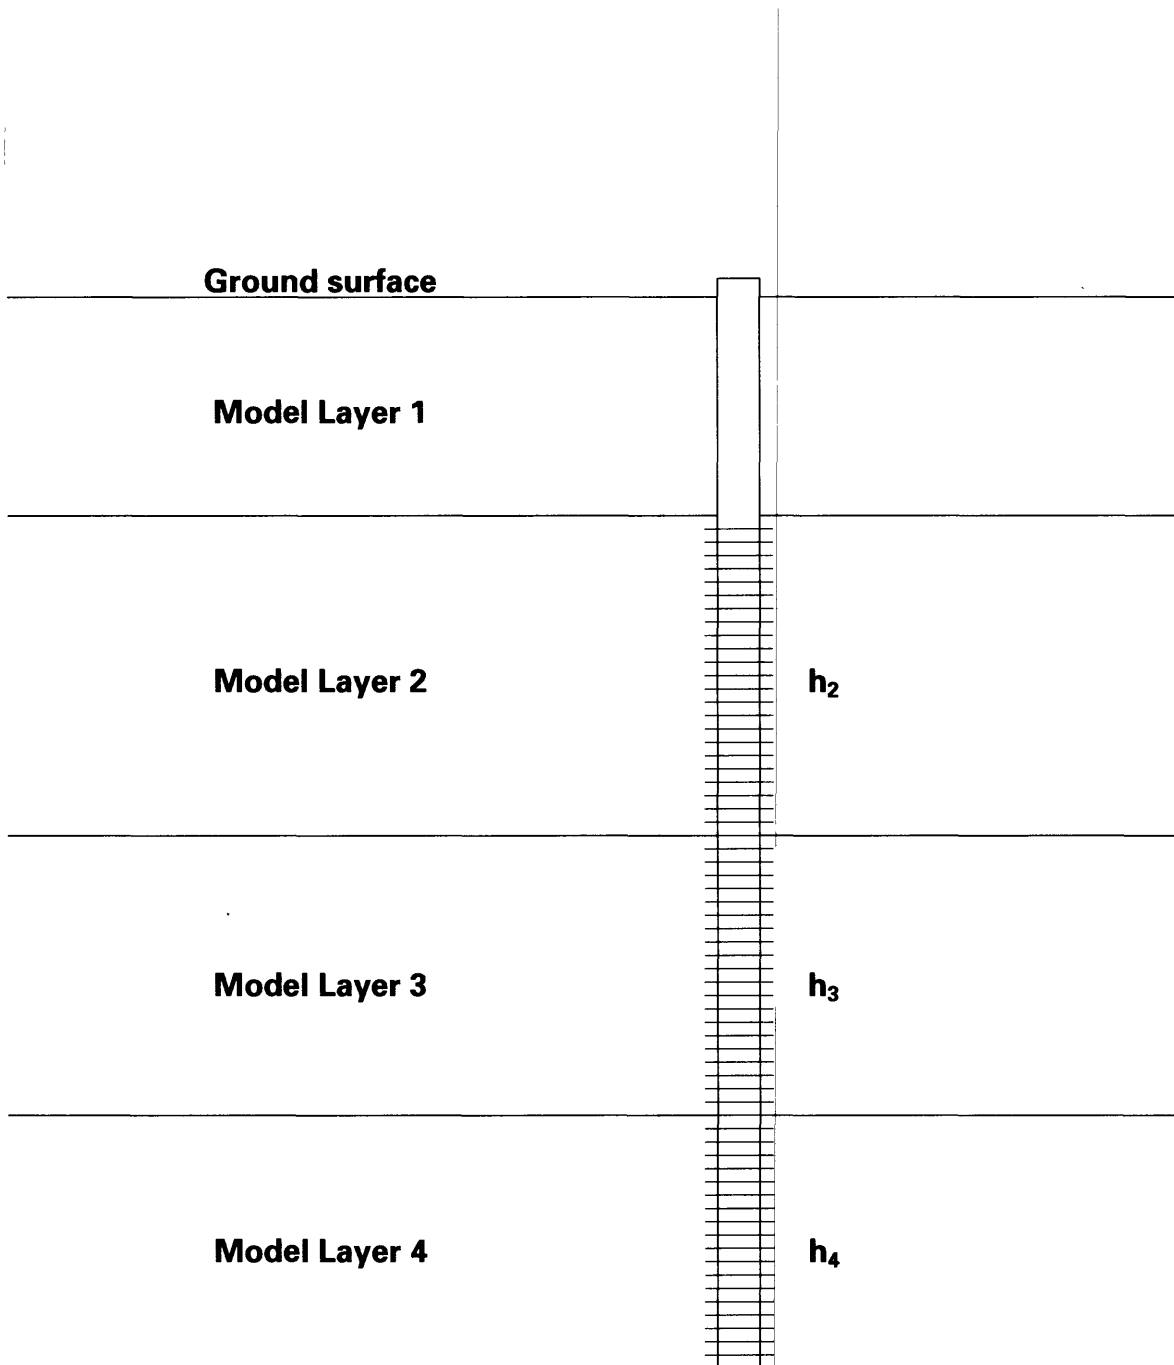 Ground surface
Model Layer 1
Model Layer 2 h₂
Model Layer 3 h₃
Model Layer 4 h₄